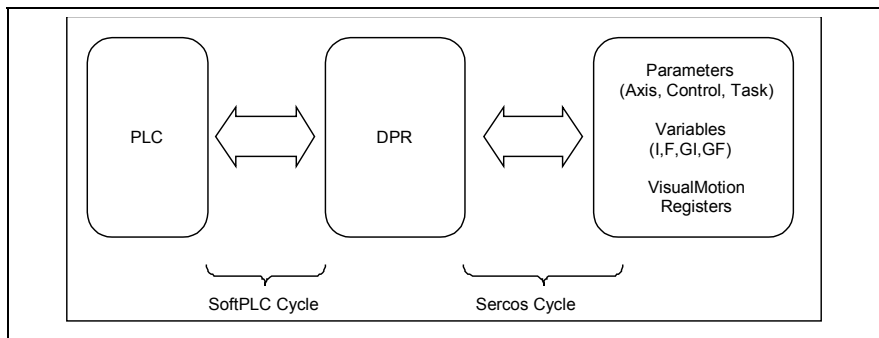 PLC
DPR
Parameters
(Axis, Control, Task)
Variables
(I,F,GI,GF)
VisualMotion
Registers
SoftPLC Cycle
Sercos Cycle